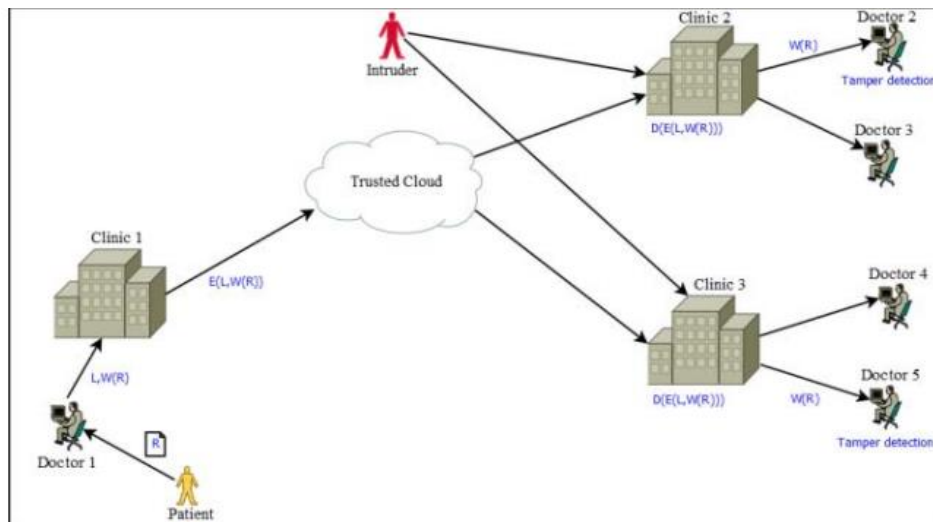 Clinic 2
Doctor 2
W(R)
Intruder
Tamper detection
D(E(L,W(R)))
Doctor 3
Trusted Cloud
Clinic 1
E(L,W(R))
Clinic 3
Doctor 4
L,W(R)
Doctor 5
D(E(L,W(R)))
W(R)
R
Doctor 1
Tamper detection
Patient